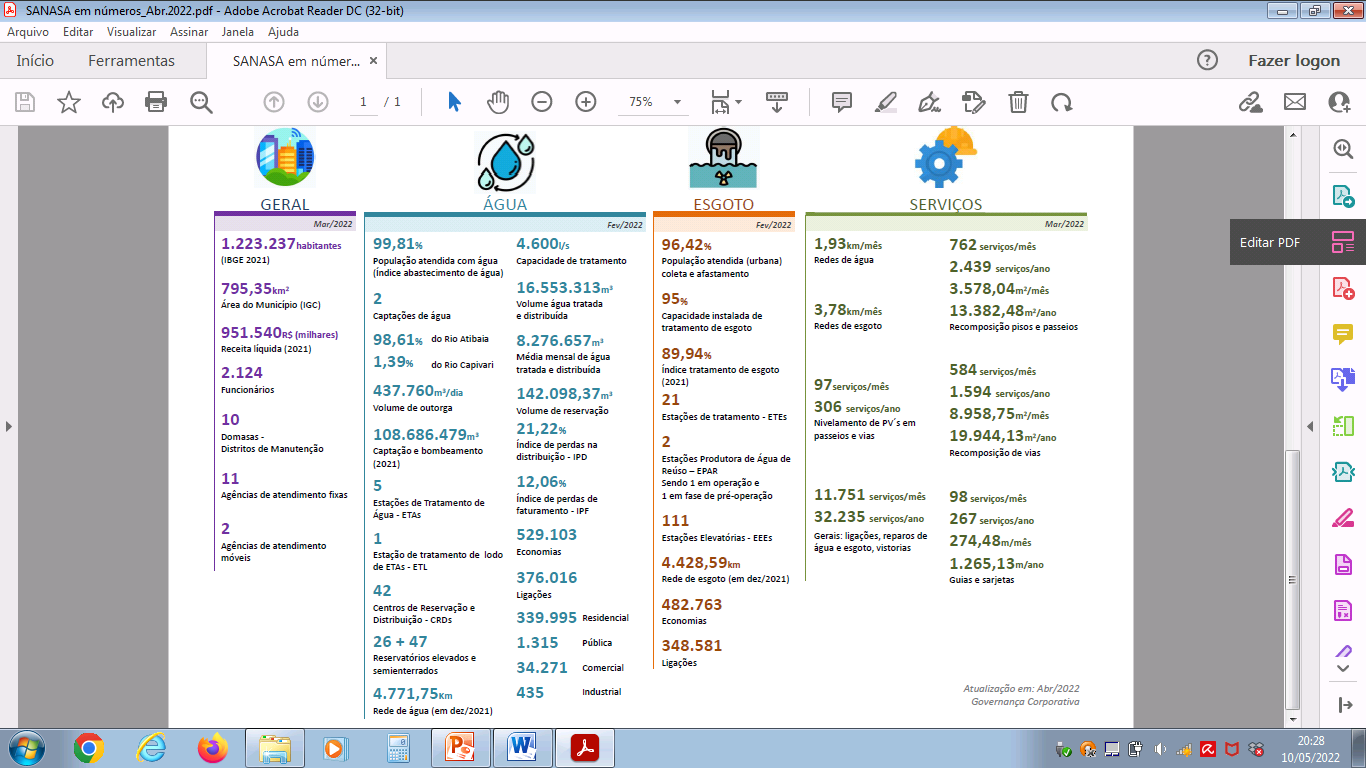 SANASA em números_Abr.2022.pdf - Adobe Acrobat Reader DC (32-bit)
Arquivo Editar Visualizar Assinar Janela Ajuda
Início Ferramentas SANASA em númer... × Fazer logon
1 / 1 75%
GERAL
Mar/2022
1.223.237 habitantes
(IBGE 2021)
795,35km²
Área do Município (IGC)
951.540R$ (milhares)
Receita líquida (2021)
2.124
Funcionários
10
Domasas -
Distritos de Manutenção
11
Agências de atendimento fixas
2
Agências de atendimento
móveis
ÁGUA
Fev/2022
99,81%
População atendida com água
(Índice abastecimento de água)
2
Captações de água
98,61% do Rio Atibaia
1,39% do Rio Capivari
437.760m³/dia
Volume de outorga
108.686.479m³
Captação e bombeamento
(2021)
5
Estações de Tratamento de
Água - ETAs
1
Estação de tratamento de lodo
de ETAs - ETL
42
Centros de Reservação e
Distribuição - CRDs
26 + 47
Reservatórios elevados e
semienterrados
4.771,75Km
Rede de água (em dez/2021)
4.600l/s
Capacidade de tratamento
16.553.313m³
Volume água tratada
e distribuída
8.276.657m³
Média mensal de água
tratada e distribuída
142.098,37m³
Volume de reservação
21,22%
Índice de perdas na
distribuição - IPD
12,06%
Índice de perdas de
faturamento - IPF
529.103
Economias
376.016
Ligações
339.995 Residencial
1.315 Pública
34.271 Comercial
435 Industrial
ESGOTO
Fev/2022
96,42%
População atendida (urbana)
coleta e afastamento
95%
Capacidade instalada de
tratamento de esgoto
89,94%
Índice tratamento de esgoto
(2021)
21
Estações de tratamento - ETEs
2
Estações Produtora de Água de
Reúso – EPAR
Sendo 1 em operação e
1 em fase de pré-operação
111
Estações Elevatórias - EEEs
4.428,59km
Rede de esgoto (em dez/2021)
482.763
Economias
348.581
Ligações
SERVIÇOS
Mar/2022
1,93km/mês
Redes de água
3,78km/mês
Redes de esgoto
97serviços/mês
306 serviços/ano
Nivelamento de PV´s em
passeios e vias
11.751 serviços/mês
32.235 serviços/ano
Gerais: ligações, reparos de
água e esgoto, vistorias
762 serviços/mês
2.439 serviços/ano
3.578,04m²/mês
13.382,48m²/ano
Recomposição pisos e passeios
584 serviços/mês
1.594 serviços/ano
8.958,75m²/mês
19.944,13m²/ano
Recomposição de vias
98 serviços/mês
267 serviços/ano
274,48m/mês
1.265,13m/ano
Guias e sarjetas
Atualização em: Abr/2022
Governança Corporativa
Editar PDF
20:28
10/05/2022